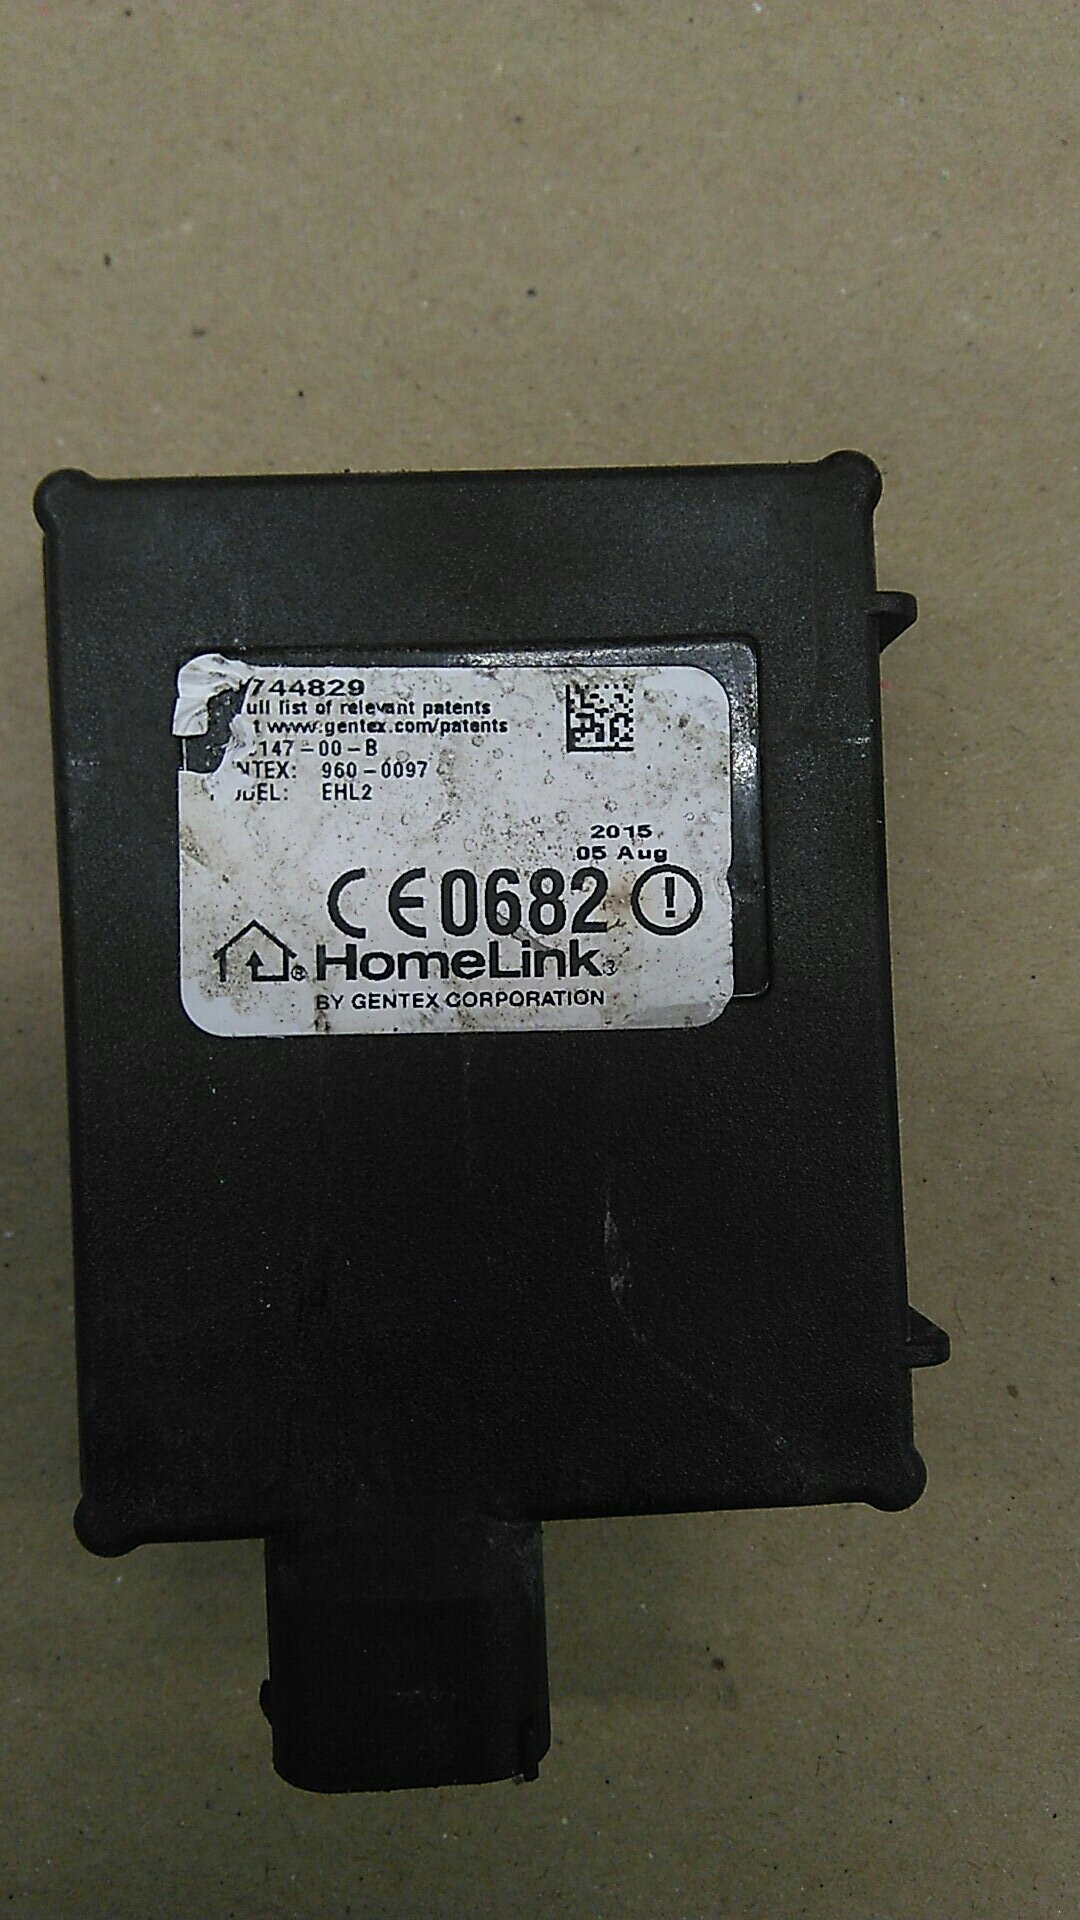 744829
full list of relevant patents
t www.gentex.com/patents
147-00-B
NTEX: 960-0097
DEL: EHL2
2015
05 Aug
CE0682
HomeLink®
BY GENTEX CORPORATION